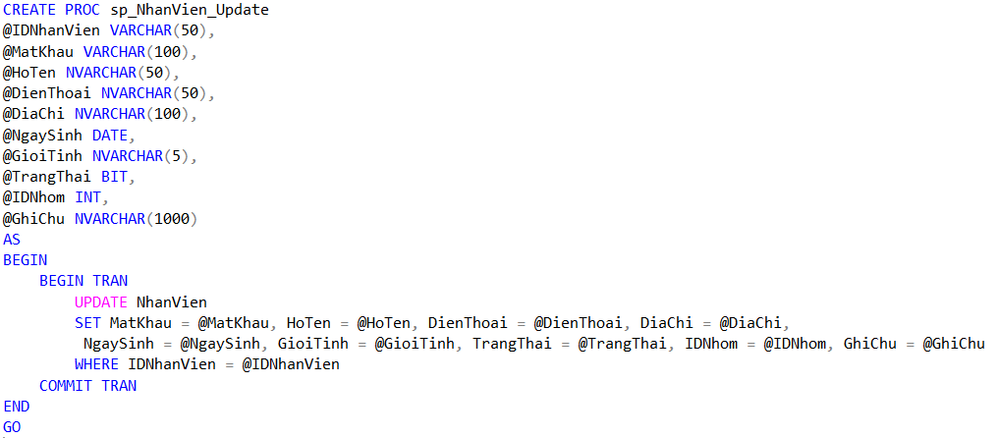 CREATE PROC sp_NhanVien_Update
@IDNhanVien VARCHAR(50),
@MatKhau VARCHAR(100),
@HoTen NVARCHAR(50),
@DienThoai NVARCHAR(50),
@DiaChi NVARCHAR(100),
@NgaySinh DATE,
@GioiTinh NVARCHAR(5),
@TrangThai BIT,
@IDNhom INT,
@GhiChu NVARCHAR(1000)
AS
BEGIN
    BEGIN TRAN
        UPDATE NhanVien
        SET MatKhau = @MatKhau, HoTen = @HoTen, DienThoai = @DienThoai, DiaChi = @DiaChi,
         NgaySinh = @NgaySinh, GioiTinh = @GioiTinh, TrangThai = @TrangThai, IDNhom = @IDNhom, GhiChu = @GhiChu
        WHERE IDNhanVien = @IDNhanVien
    COMMIT TRAN
END
GO